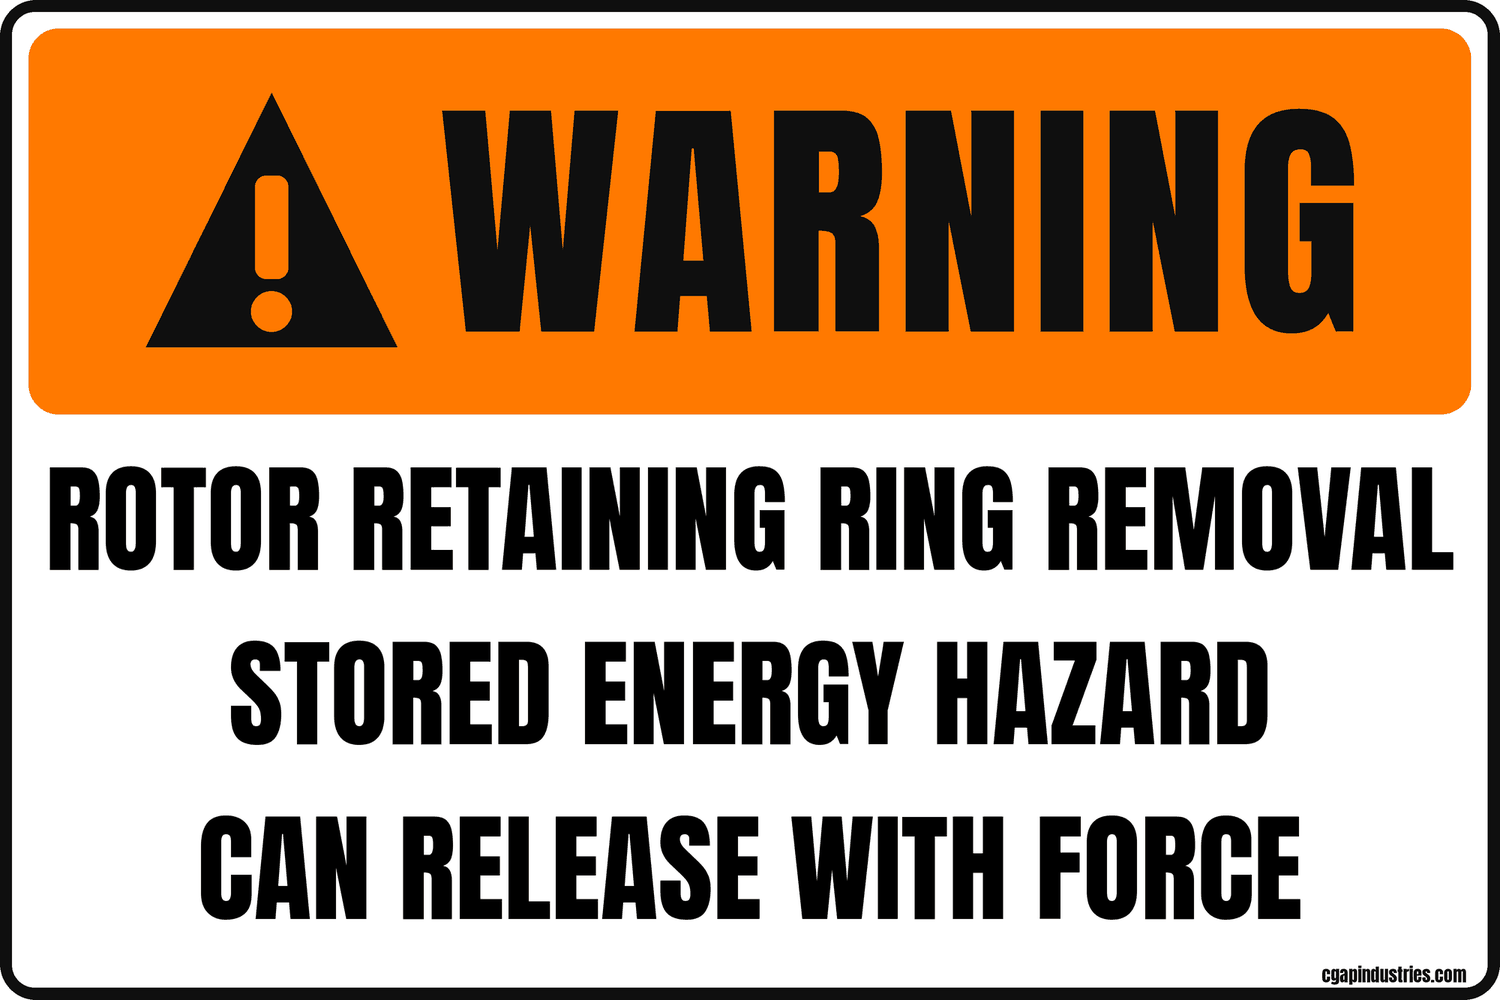 WARNING
ROTOR RETAINING RING REMOVAL
STORED ENERGY HAZARD
CAN RELEASE WITH FORCE
cgapindustries.com